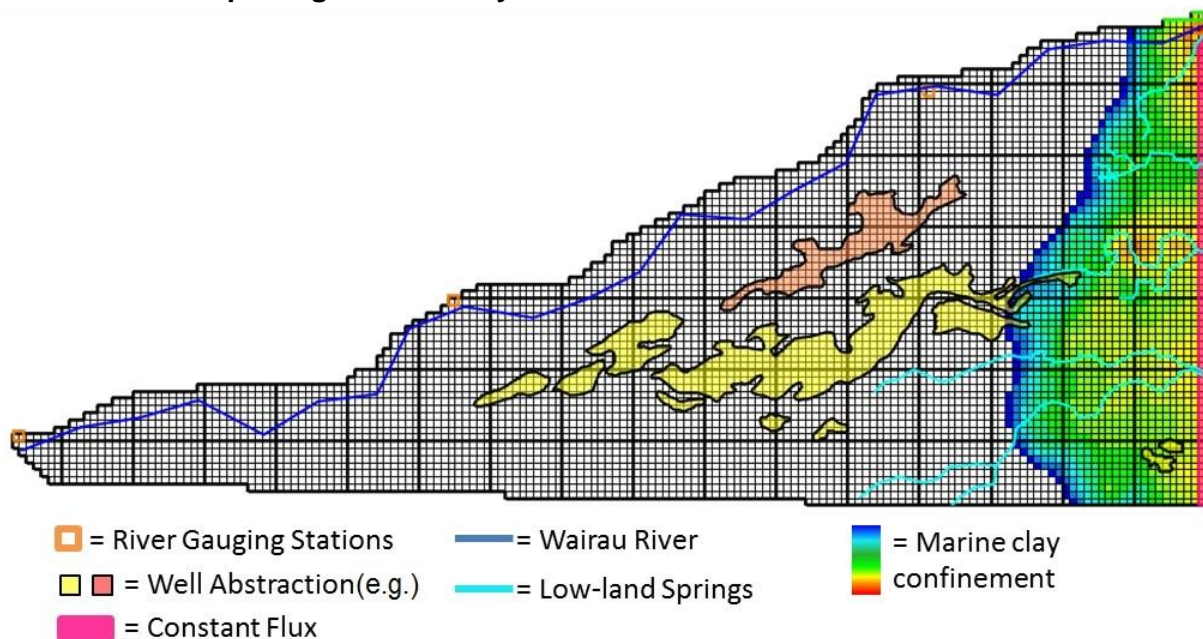 = River Gauging Stations
= Wairau River
= Marine clay
confinement
= Well Abstraction(e.g.)
= Low-land Springs
= Constant Flux